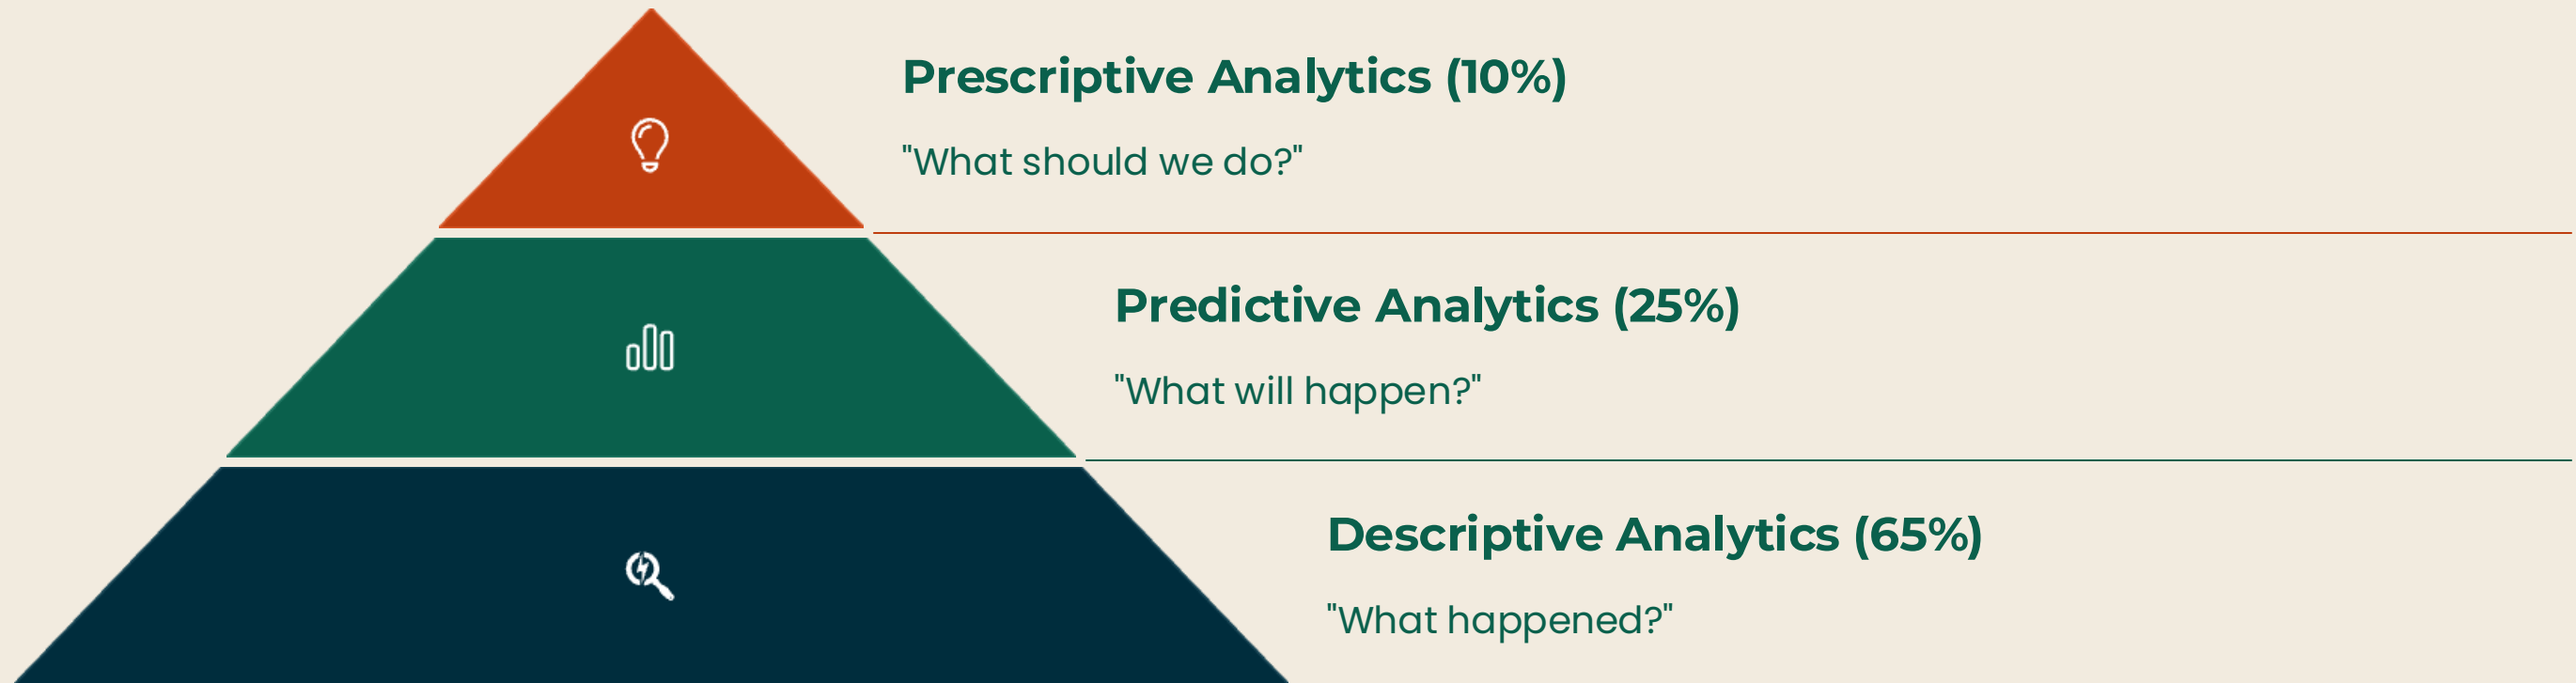 Prescriptive Analytics (10%)
"What should we do?"
Predictive Analytics (25%)
"What will happen?"
Descriptive Analytics (65%)
"What happened?"